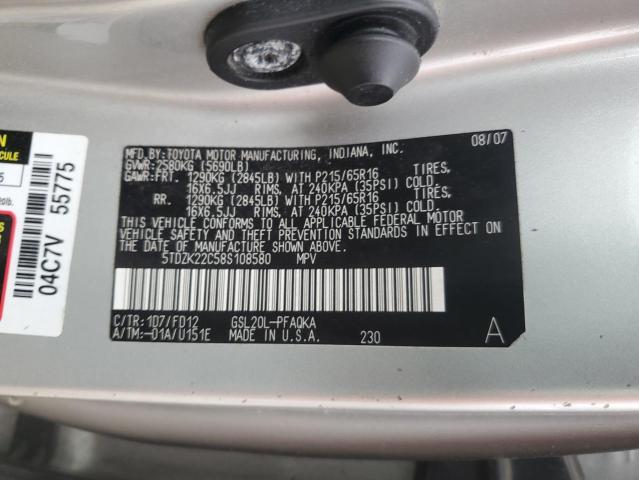 MFD. BY:TOYOTA MOTOR MANUFACTURING, INDIANA, INC. 08/07
GVWR:2580KG (5690LB)
GAWR:FRT. 1290KG (2845LB) WITH P215/65R16 TIRES,
16X6.5JJ RIMS, AT 240KPA (35PSI) COLD
RR. 1290KG (2845LB) WITH P215/65R16 TIRES,
16X6.5JJ RIMS, AT 240KPA (35PSI) COLD.
THIS VEHICLE CONFORMS TO ALL APPLICABLE FEDERAL MOTOR
VEHICLE SAFETY AND THEFT PREVENTION STANDARDS IN EFFECT
ON THE DATE OF MANUFACTURE SHOWN ABOVE.
5TDZK22C58S108580 MPV
C/TR:1D7/FD12 GSL20L-PFAQKA
A/TM:-01A/U151E MADE IN U.S.A. 230 A
04C7V 55775